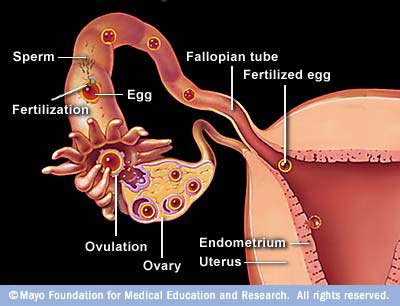 Sperm
Fallopian tube
Fertilized egg
Egg
Fertilization
Ovulation
Ovary
Endometrium
Uterus
©Mayo Foundation for Medical Education and Research. All rights reserved.